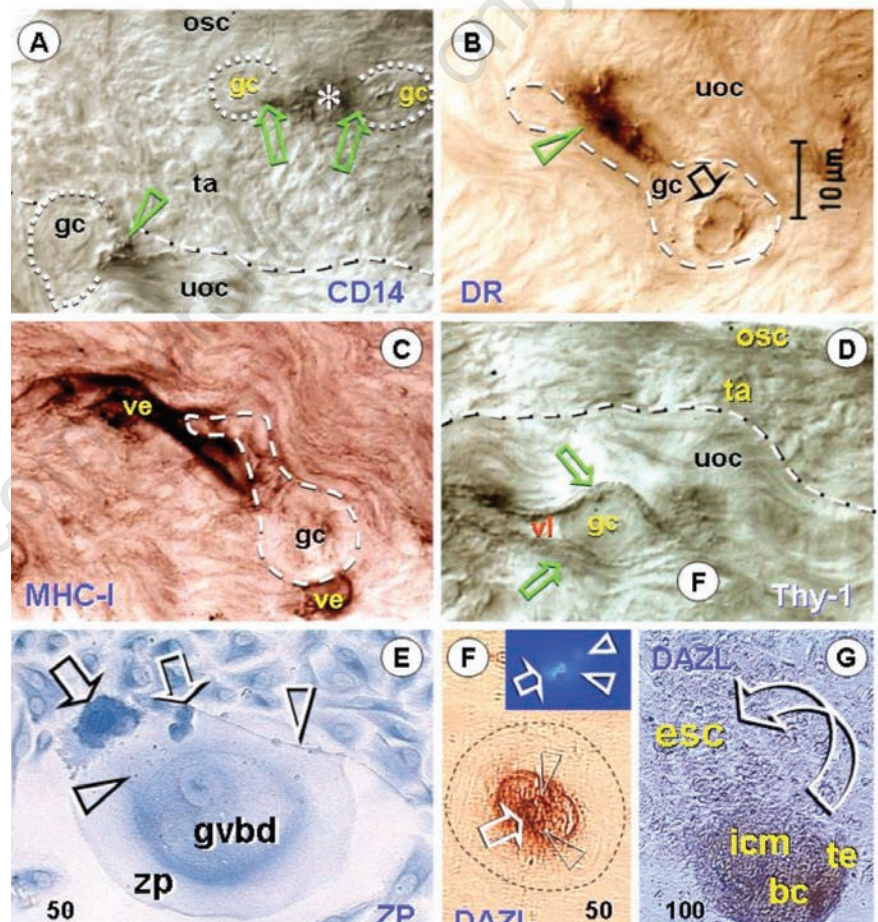 A
osc
gc
*
gc
ta
gc
uoc
CD14
B
uoc
gc
10 µm
DR
C
ve
gc
ve
MHC-I
D
osc
ta
uoc
vl
gc
F
Thy-1
E
gvbd
zp
50
ZP
F
DAZL
50
G
DAZL
esc
icm
te
bc
100